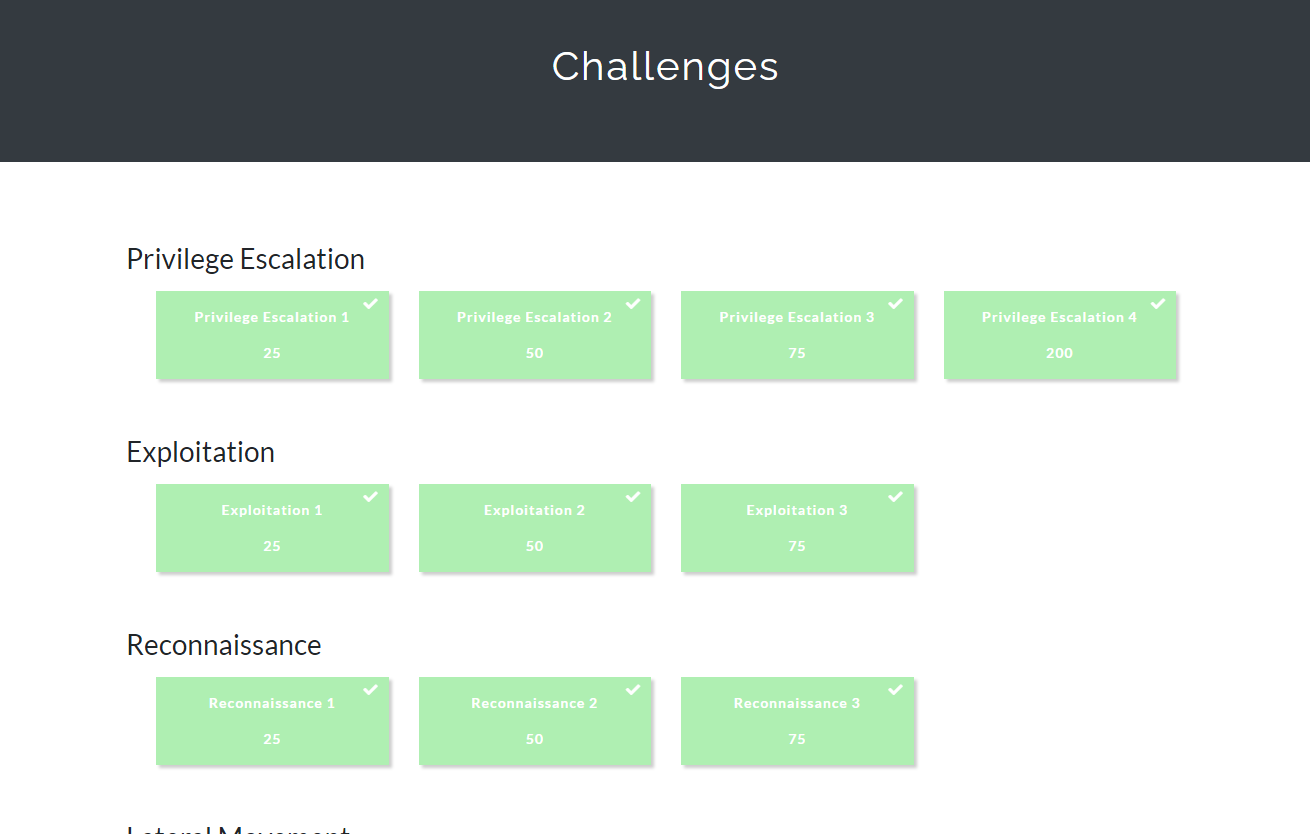 Challenges
Privilege Escalation
Privilege Escalation 1
25
Privilege Escalation 2
50
Privilege Escalation 3
75
Privilege Escalation 4
200
Exploitation
Exploitation 1
25
Exploitation 2
50
Exploitation 3
75
Reconnaissance
Reconnaissance 1
25
Reconnaissance 2
50
Reconnaissance 3
75
Lateral Movement